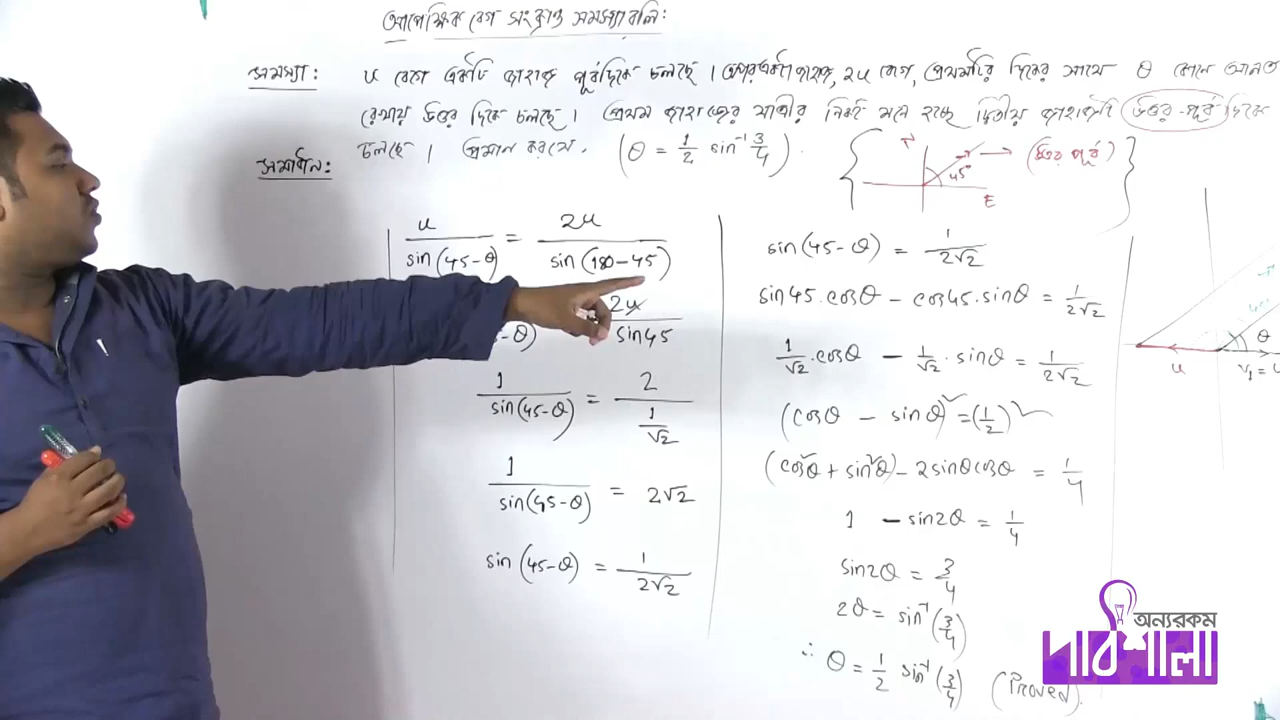 আপেক্ষিক বেগ সংক্রান্ত সমস্যাবলি:
সমস্যা: u বেগে একটি জাহাজ পূর্বদিকে চলছে। অপর একটা জাহাজ, 2u বেগে, প্রথমটির দিকের সাথে θ কোনে আনত
রেখায় উত্তর দিকে চলছে। প্রথম জাহাজের যাত্রীর নিকট মনে হচ্ছে দ্বিতীয় জাহাজটি উত্তর-পূর্ব দিকে
চলছে। প্রমান করযে, (θ = 1/2 sin⁻¹ 3/4).
N
45°
(উত্তর পূর্ব)
E
সমাধান:
u/sin(45-θ) = 2u/sin(180-45)
-θ) 2u/sin45
1/sin(45-θ) = 2/(1/√2)
1/sin(45-θ) = 2√2
sin(45-θ) = 1/2√2
sin(45-θ) = 1/2√2
sin45.cosθ - cos45.sinθ = 1/2√2
1/√2.cosθ - 1/√2.sinθ = 1/2√2
(cosθ - sinθ)² = (1/2)²
(cos²θ + sin²θ) - 2sinθcosθ = 1/4
1 - sin2θ = 1/4
sin2θ = 3/4
2θ = sin⁻¹(3/4)
∴ θ = 1/2 sin⁻¹(3/4) (Proved).
u
θ
V₁ = u
অন্যরকম
পাঠশালা